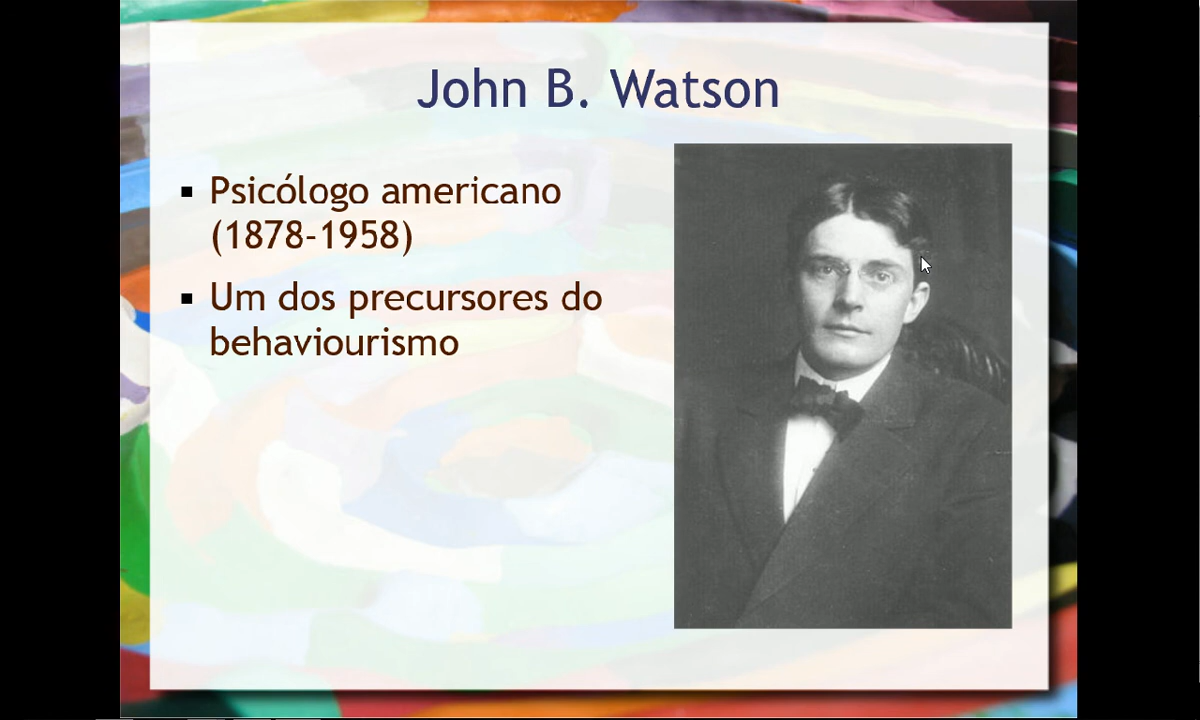 John B. Watson
▪ Psicólogo americano
(1878-1958)
▪ Um dos precursores do
behaviourismo